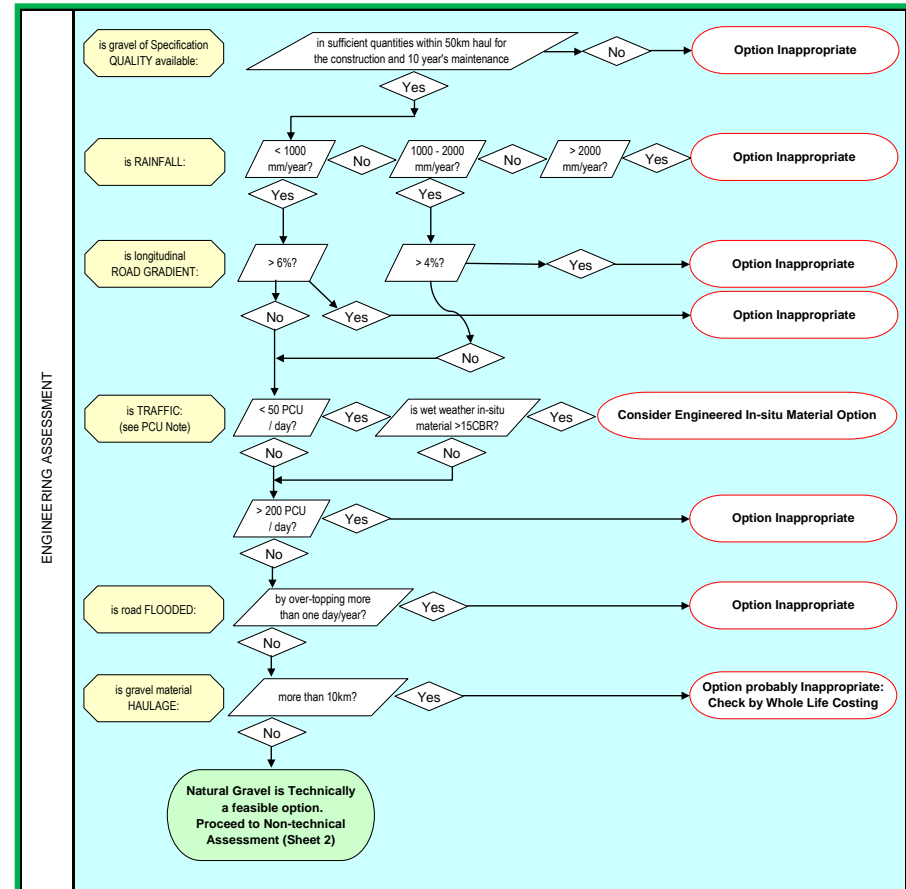 is gravel of Specification
QUALITY available:
in sufficient quantities within 50km haul for
the construction and 10 year's maintenance
No
Option Inappropriate
Yes
is RAINFALL:
< 1000
mm/year?
No
1000 - 2000
mm/year?
No
> 2000
mm/year?
Yes
Option Inappropriate
Yes
Yes
is longitudinal
ROAD GRADIENT:
> 6%?
> 4%?
Yes
Option Inappropriate
No
Yes
Option Inappropriate
No
ENGINEERING ASSESSMENT
is TRAFFIC:
(see PCU Note)
< 50 PCU
/ day?
Yes
is wet weather in-situ
material >15CBR?
Yes
Consider Engineered In-situ Material Option
No
No
> 200 PCU
/ day?
Yes
Option Inappropriate
No
is road FLOODED:
by over-topping more
than one day/year?
Yes
Option Inappropriate
No
is gravel material
HAULAGE:
more than 10km?
Yes
Option probably Inappropriate:
Check by Whole Life Costing
No
Natural Gravel is Technically
a feasible option.
Proceed to Non-technical
Assessment (Sheet 2)